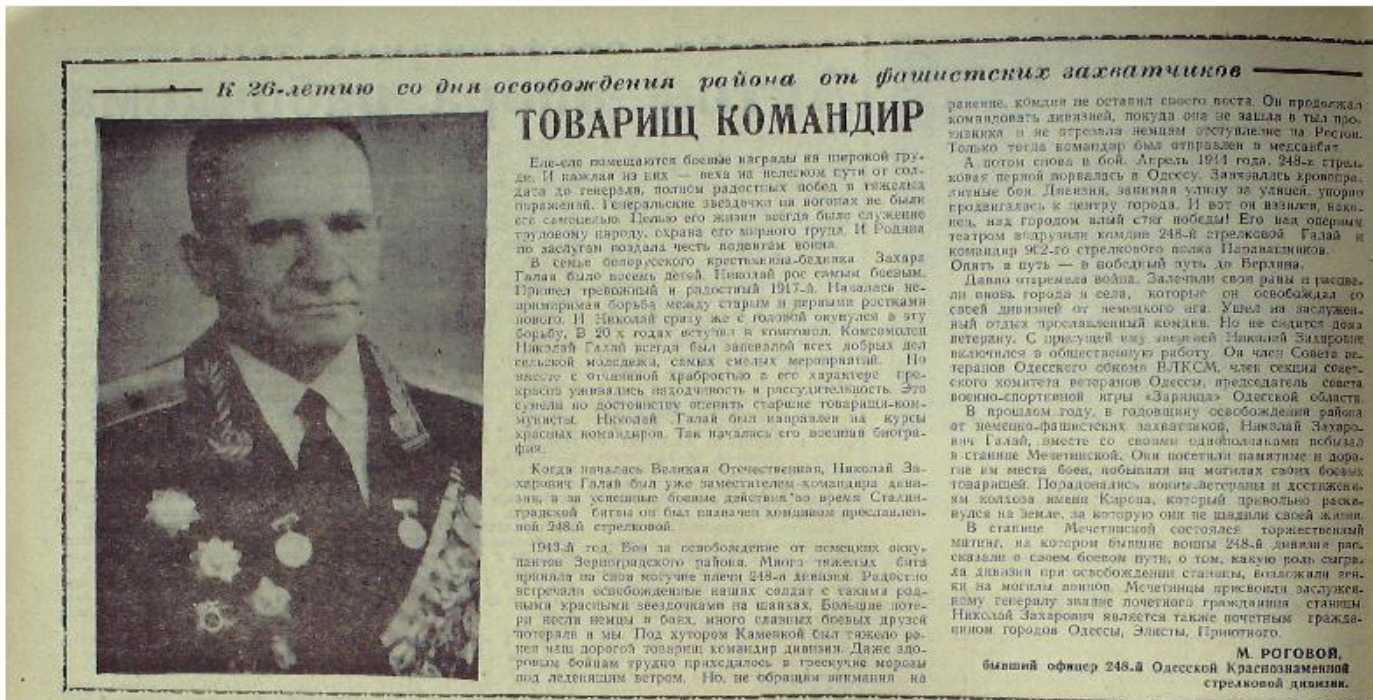 К 26-летию со дня освобождения района от фашистских захватчиков
ТОВАРИЩ КОМАНДИР
Еле-еле помещаются боевые награды на широкой гру-
ди. И каждая из них — веха на нелегком пути от сол-
дата до генерала, полном радостных побед и тяжелых
поражений. Генеральские звездочки на погонах не были
его самоцелью. Целью его жизни всегда было служение
трудовому народу, охрана его мирного труда. И Родина
по заслугам воздала честь подвигам воина.
В семье белорусского крестьянина-бедняка Захара
Галая было восемь детей. Николай рос самым боевым.
Пришел тревожный и радостный 1917-й. Началась не-
примиримая борьба между старым и первыми ростками
нового. И Николай сразу же с головой окунулся в эту
борьбу. В 20-х годах вступил в комсомол. Комсомолец
Николай Галай всегда был запевалой всех добрых дел
сельской молодежи, самых смелых мероприятий. Но
вместе с отчаянной храбростью в его характере пре-
красно уживались находчивость и рассудительность. Это
сумели по достоинству оценить старшие товарищи-ком-
мунисты. Николай Галай был направлен на курсы
красных командиров. Так началась его военная биогра-
фия.
Когда началась Великая Отечественная, Николай За-
харович Галай был уже заместителем командира диви-
зии, а за успешные боевые действия во время Сталин-
градской битвы он был назначен комдивом прославлен-
ной 248-й стрелковой.
1943-й год. Бои за освобождение от немецких окку-
пантов Зерноградского района. Много тяжелых битв
приняла на свои могучие плечи 248-я дивизия. Радостно
встречали освобожденные наших солдат с такими род-
ными красными звездочками на шапках. Большие поте-
ри несли немцы в боях, много славных боевых друзей
потеряли и мы. Под хутором Каменкой был тяжело ра-
нен наш дорогой товарищ командир дивизии. Даже здо-
ровым бойцам трудно приходилось в трескучие морозы
под леденящим ветром. Но, не обращая внимания на
ранение, комдив не оставил своего поста. Он продолжал
командовать дивизией, покуда она не зашла в тыл про-
тивника и не отрезала немцам отступление на Ростов.
Только тогда командир был отправлен в медсанбат.
А потом снова в бой. Апрель 1944 года. 248-я стрел-
ковая первой ворвалась в Одессу. Завязались кровопро-
литные бои. Дивизия, занимая улицу за улицей, упорно
продвигалась к центру города. И вот он взвился, нако-
нец, над городом алый стяг победы! Его над оперным
театром водрузили комдив 248-й стрелковой Галай и
командир 902-го стрелкового полка
Опять в путь — в победный путь до Берлина.
Давно отгремела война. Залечили свои раны и расцве-
ли вновь города и села, которые он освобождал со
своей дивизией от немецкого ига. Ушел на заслужен-
ный отдых прославленный комдив. Но не сидится дома
ветерану. С присущей ему энергией Николай Захарович
включился в общественную работу. Он член Совета ве-
теранов Одесского обкома ВЛКСМ, член секции совет-
ского комитета ветеранов Одессы, председатель совета
военно-спортивной игры «Зарница» Одесской области.
В прошлом году, в годовщину освобождения района
от немецко-фашистских захватчиков, Николай Захаро-
вич Галай, вместе со своими однополчанами побывал
в станице Мечетинской. Они посетили памятные и доро-
гие им места боев, побывали на могилах своих боевых
товарищей. Порадовались воины-ветераны и достижени-
ям колхоза имени Кирова, который привольно раски-
нулся на земле, за которую они не щадили своей жизни.
В станице Мечетинской состоялся торжественный
митинг, на котором бывшие воины 248-й дивизии рас-
сказали о своем боевом пути, о том, какую роль сыгра-
ла дивизия при освобождении станицы, возложили вен-
ки на могилы воинов. Мечетинцы присвоили заслужен-
ному генералу звание почетного гражданина станицы.
Николай Захарович является также почетным гражда-
нином городов Одессы, Элисты, Приютного.
М. РОГОВОЙ,
бывший офицер 248-й Одесской Краснознаменной
стрелковой дивизии.